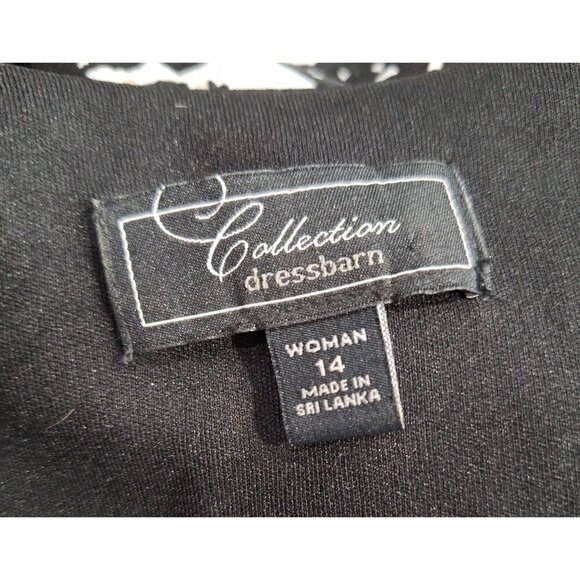 Collection
dressbarn
WOMAN
14
MADE IN
SRI LANKA